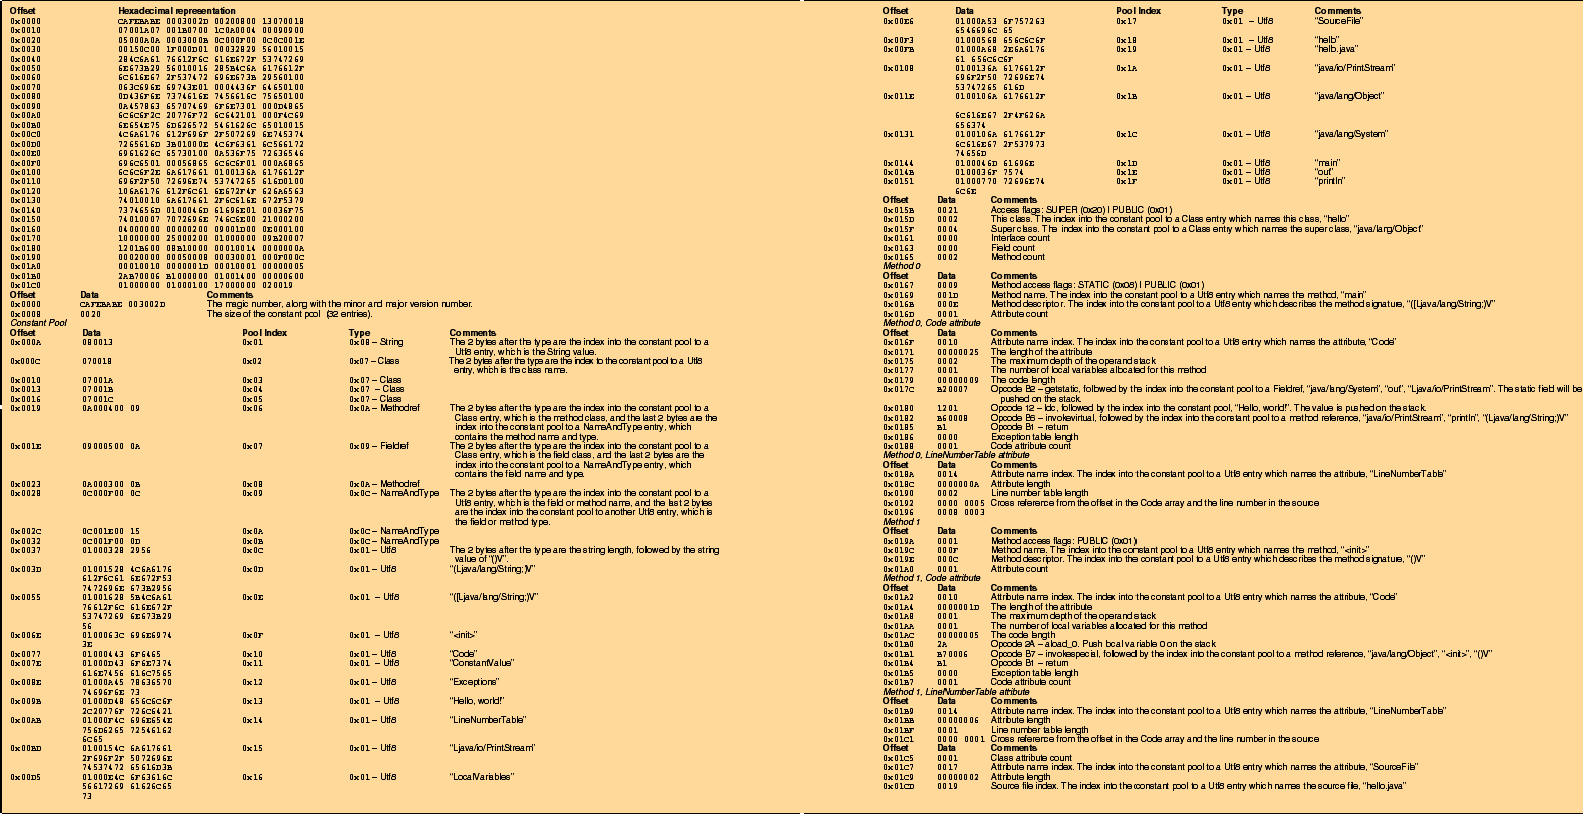 Offset Hexadecimal representation
0x0000 CAFEBABE 0003002D 00200800 13070018
0x0010 07001A07 001B0700 1C0A0004 00090900
0x0020 05000A0A 0003000B 0C000F00 0C0C001E
0x0030 00150C00 1F000D01 00032829 56010015
0x0040 284C6A61 76612F6C 616E672F 53747269
0x0050 6E673B29 56010016 285B4C6A 6176612F
0x0060 6C616E67 2F537472 696E673B 29560100
0x0070 063C696E 69743E01 0004436F 64650100
0x0080 0D436F6E 7374616E 7456616C 75650100
0x0090 0A457863 65707469 6F6E7301 000D4865
0x00A0 6C6C6F2C 20776F72 6C642101 000F4C69
0x00B0 6E654E75 6D626572 5461626C 65010015
0x00C0 4C6A6176 612F696F 2F507269 6E745374
0x00D0 7265616D 3B01000E 4C6F6361 6C566172
0x00E0 6961626C 65730100 0A536F75 72636546
0x00F0 696C6501 00056865 6C6C6F01 000A6865
0x0100 6C6C6F2E 6A617661 0100136A 6176612F
0x0110 696F2F50 72696E74 53747265 616D0100
0x0120 106A6176 612F6C61 6E672F4F 626A6563
0x0130 74010010 6A617661 2F6C616E 672F5379
0x0140 7374656D 0100046D 61696E01 00036F75
0x0150 74010007 7072696E 746C6E00 21000200
0x0160 04000000 00000200 09001D00 0E000100
0x0170 10000000 25000200 01000000 09B20007
0x0180 1201B600 08B10000 00010014 0000000A
0x0190 00020000 00050008 00030001 000F000C
0x01A0 00010010 0000001D 00010001 00000005
0x01B0 2AB70006 B1000000 01001400 00000600
0x01C0 01000000 01000100 17000000 020019
Offset Data Comments
0x0000 CAFEBABE 003002D The magic number, along with the minor and major version number.
0x0008 0020 The size of the constant pool (32 entries).
Constant Pool
Offset Data Pool Index Type Comments
0x000A 080013 0x01 0x08 – String The 2 bytes after the type are the index into the constant pool to a
Utf8 entry, which is the String value.
0x000C 070018 0x02 0x07 – Class The 2 bytes after the type are the index to the constant pool to a Utf8
entry, which is the class name.
0x0010 07001A 0x03 0x07 – Class
0x0013 07001B 0x04 0x07 – Class
0x0016 07001C 0x05 0x07 – Class
0x0019 0A000400 09 0x06 0x0A – Methodref The 2 bytes after the type are the index into the constant pool to a
Class entry, which is the method class, and the last 2 bytes are the
index into the constant pool to a NameAndType entry, which
contains the method name and type.
0x001E 09000500 0A 0x07 0x09 – Fieldref The 2 bytes after the type are the index into the constant pool to a
Class entry, which is the field class, and the last 2 bytes are the
index into the constant pool to a NameAndType entry, which
contains the field name and type.
0x0023 0A000300 0B 0x08 0x0A – Methodref
0x0028 0C000F00 0C 0x09 0x0C – NameAndType The 2 bytes after the type are the index into the constant pool to a
Utf8 entry, which is the field or method name, and the last 2 bytes
are the index into the constant pool to another Utf8 entry, which is
the field or method type.
0x002C 0C001E00 15 0x0A 0x0C – NameAndType
0x0032 0C001F00 0D 0x0B 0x0C – NameAndType
0x0037 01000328 2956 0x0C 0x01 – Utf8 The 2 bytes after the type are the string length, followed by the string
value of “()V”.
0x003D 01001528 4C6A6176 0x0D 0x01 – Utf8 “(Ljava/lang/String;)V”
612F6C61 6E672F53
7472696E 673B2956
0x0055 01001628 5B4C6A61 0x0E 0x01 – Utf8 “([Ljava/lang/String;)V”
76612F6C 616E672F
53747269 6E673B29
56
0x006E 0100063C 696E6974 0x0F 0x01 – Utf8 “<init>”
3E
0x0077 01000443 6F6465 0x10 0x01 – Utf8 “Code”
0x007E 01000D43 6F6E7374 0x11 0x01 – Utf8 “ConstantValue”
616E7456 616C7565
0x008E 01000A45 78636570 0x12 0x01 – Utf8 “Exceptions”
74696F6E 73
0x009B 01000D48 656C6C6F 0x13 0x01 – Utf8 “Hello, world!”
2C20776F 726C6421
0x00AB 01000F4C 696E654E 0x14 0x01 – Utf8 “LineNumberTable”
756D6265 72546162
6C65
0x00BD 0100154C 6A617661 0x15 0x01 – Utf8 “Ljava/io/PrintStream”
2F696F2F 5072696E
74537472 65616D3B
0x00D5 01000E4C 6F63616C 0x16 0x01 – Utf8 “LocalVariables”
56617269 61626C65
73
Offset Data Pool Index Type Comments
0x00E6 01000A53 6F757263 0x17 0x01 – Utf8 “SourceFile”
6546696C 65
0x00F3 01000568 656C6C6F 0x18 0x01 – Utf8 “hello”
0x00FB 01000A68 2E6A6176 0x19 0x01 – Utf8 “hello.java”
61 656C6C6F
0x0108 0100136A 6176612F 0x1A 0x01 – Utf8 “java/io/PrintStream”
696F2F50 72696E74
53747265 616D
0x011E 0100106A 6176612F 0x1B 0x01 – Utf8 “java/lang/Object”
6C616E67 2F4F626A
656374
0x0131 0100106A 6176612F 0x1C 0x01 – Utf8 “java/lang/System”
6C616E67 2F537973
74656D
0x0144 0100046D 61696E 0x1D 0x01 – Utf8 “main”
0x014B 0100036F 7574 0x1E 0x01 – Utf8 “out”
0x0151 01000770 72696E74 0x1F 0x01 – Utf8 “println”
6C6E
Offset Data Comments
0x015B 0021 Access flags: SUPER (0x20) | PUBLIC (0x01)
0x015D 0002 This class. The index into the constant pool to a Class entry which names this class, “hello”
0x015F 0004 Super class. The index into the constant pool to a Class entry which names the super class, “java/lang/Object”
0x0161 0000 Interface count
0x0163 0000 Field count
0x0165 0002 Method count
Method 0
Offset Data Comments
0x0167 0009 Method access flags: STATIC (0x08) | PUBLIC (0x01)
0x0169 001D Method name. The index into the constant pool to a Utf8 entry which names the method, “main”
0x016B 000E Method descriptor. The index into the constant pool to a Utf8 entry which describes the method signature, “([Ljava/lang/String;)V”
0x016D 0001 Attribute count
Method 0, Code attribute
Offset Data Comments
0x016F 0010 Attribute name index. The index into the constant pool to a Utf8 entry which names the attribute, “Code”
0x0171 00000025 The length of the attribute
0x0175 0002 The maximum depth of the operand stack
0x0177 0001 The number of local variables allocated for this method
0x0179 00000009 The code length
0x017C B20007 Opcode B2 – getstatic, followed by the index into the constant pool to a Fieldref, “java/lang/System”, “out”, “Ljava/io/PrintStream”. The static field will be
pushed on the stack.
0x0180 1201 Opcode 12 – ldc, followed by the index into the constant pool, “Hello, world!”. The value is pushed on the stack.
0x0182 B60008 Opcode B6 – invokevirtual, followed by the index into the constant pool to a method reference, “java/io/PrintStream”, “println”, “(Ljava/lang/String;)V”
0x0185 B1 Opcode B1 – return
0x0186 0000 Exception table length
0x0188 0001 Code attribute count
Method 0, LineNumberTable attribute
Offset Data Comments
0x018A 0014 Attribute name index. The index into the constant pool to a Utf8 entry which names the attribute, “LineNumberTable”
0x018C 0000000A Attribute length
0x0190 0002 Line number table length
0x0192 0000 0005 Cross reference from the offset in the Code array and the line number in the source
0x0196 0008 0003
Method 1
Offset Data Comments
0x019A 0001 Method access flags: PUBLIC (0x01)
0x019C 000F Method name. The index into the constant pool to a Utf8 entry which names the method, “<init>”
0x019E 000C Method descriptor. The index into the constant pool to a Utf8 entry which describes the method signature, “()V”
0x01A0 0001 Attribute count
Method 1, Code attribute
Offset Data Comments
0x01A2 0010 Attribute name index. The index into the constant pool to a Utf8 entry which names the attribute, “Code”
0x01A4 0000001D The length of the attribute
0x01A8 0001 The maximum depth of the operand stack
0x01AA 0001 The number of local variables allocated for this method
0x01AC 00000005 The code length
0x01B0 2A Opcode 2A – aload_0. Push local variable 0 on the stack
0x01B1 B70006 Opcode B7 – invokespecial, followed by the index into the constant pool to a method reference, “java/lang/Object”, “<init>”, “()V”
0x01B4 B1 Opcode B1 – return
0x01B5 0000 Exception table length
0x01B7 0001 Code attribute count
Method 1, LineNumberTable attribute
Offset Data Comments
0x01B9 0014 Attribute name index. The index into the constant pool to a Utf8 entry which names the attribute, “LineNumberTable”
0x01BB 00000006 Attribute length
0x01BF 0001 Line number table length
0x01C1 0000 0001 Cross reference from the offset in the Code array and the line number in the source
Offset Data Comments
0x01C5 0001 Class attribute count
0x01C7 0017 Attribute name index. The index into the constant pool to a Utf8 entry which names the attribute, “SourceFile”
0x01C9 00000002 Attribute length
0x01CD 0019 Source file index. The index into the constant pool to a Utf8 entry which names the source file, “hello.java”